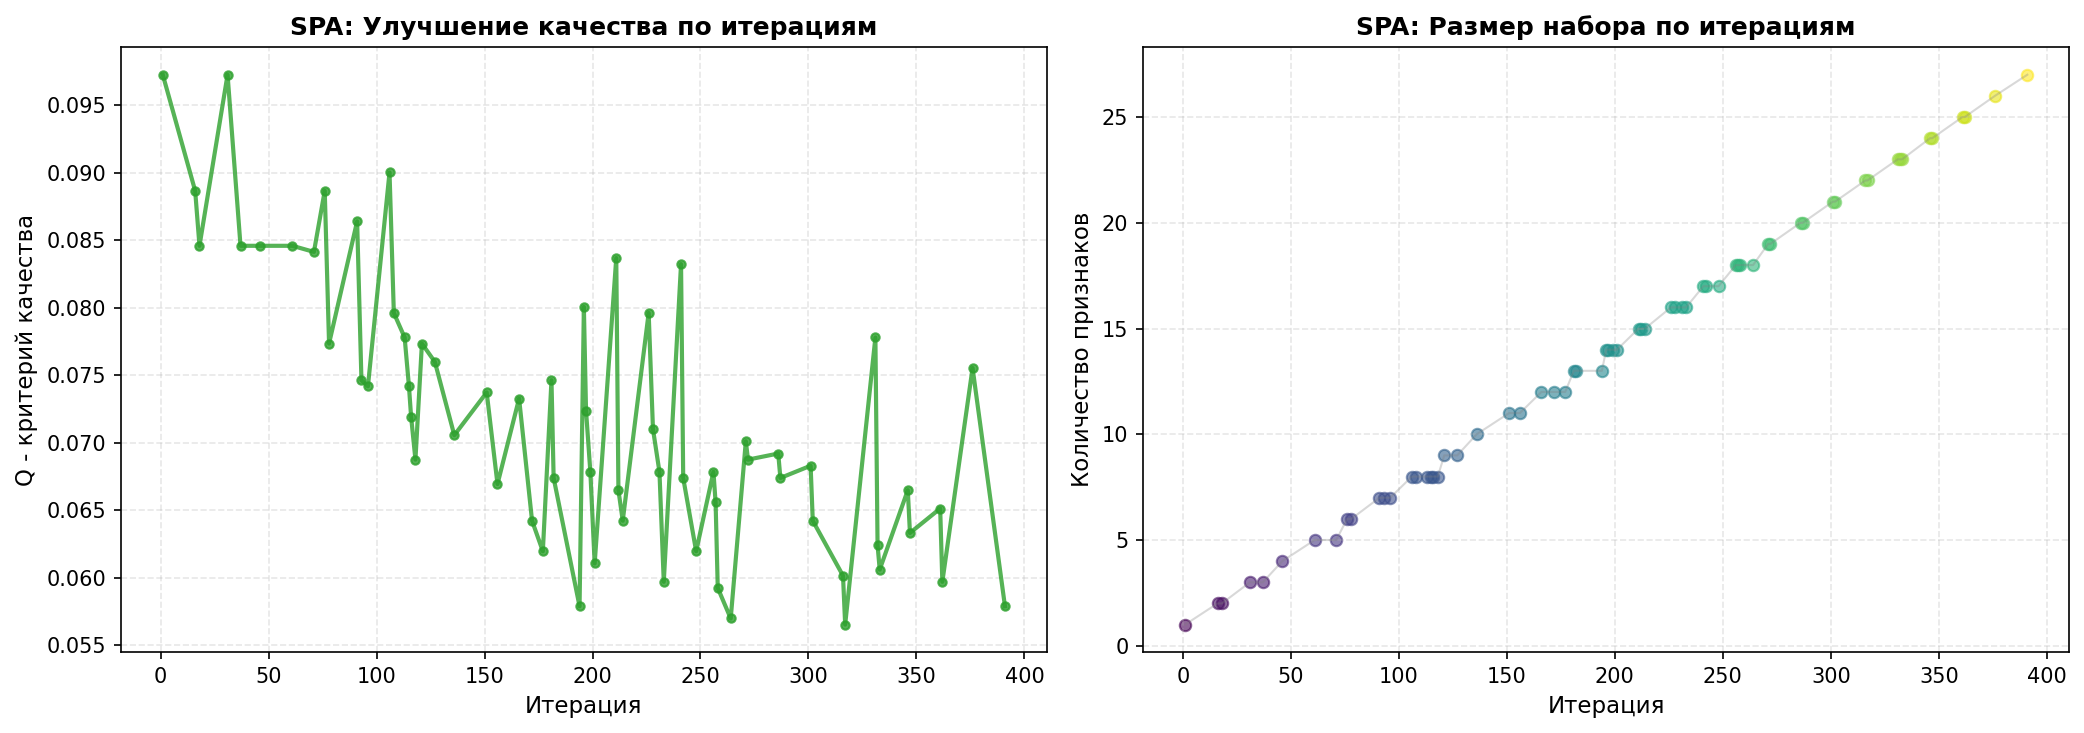 SPA: Улучшение качества по итерациям
Q - критерий качества
0.095
0.090
0.085
0.080
0.075
0.070
0.065
0.060
0.055
0 50 100 150 200 250 300 350 400
Итерация
SPA: Размер набора по итерациям
Количество признаков
25
20
15
10
5
0
0 50 100 150 200 250 300 350 400
Итерация